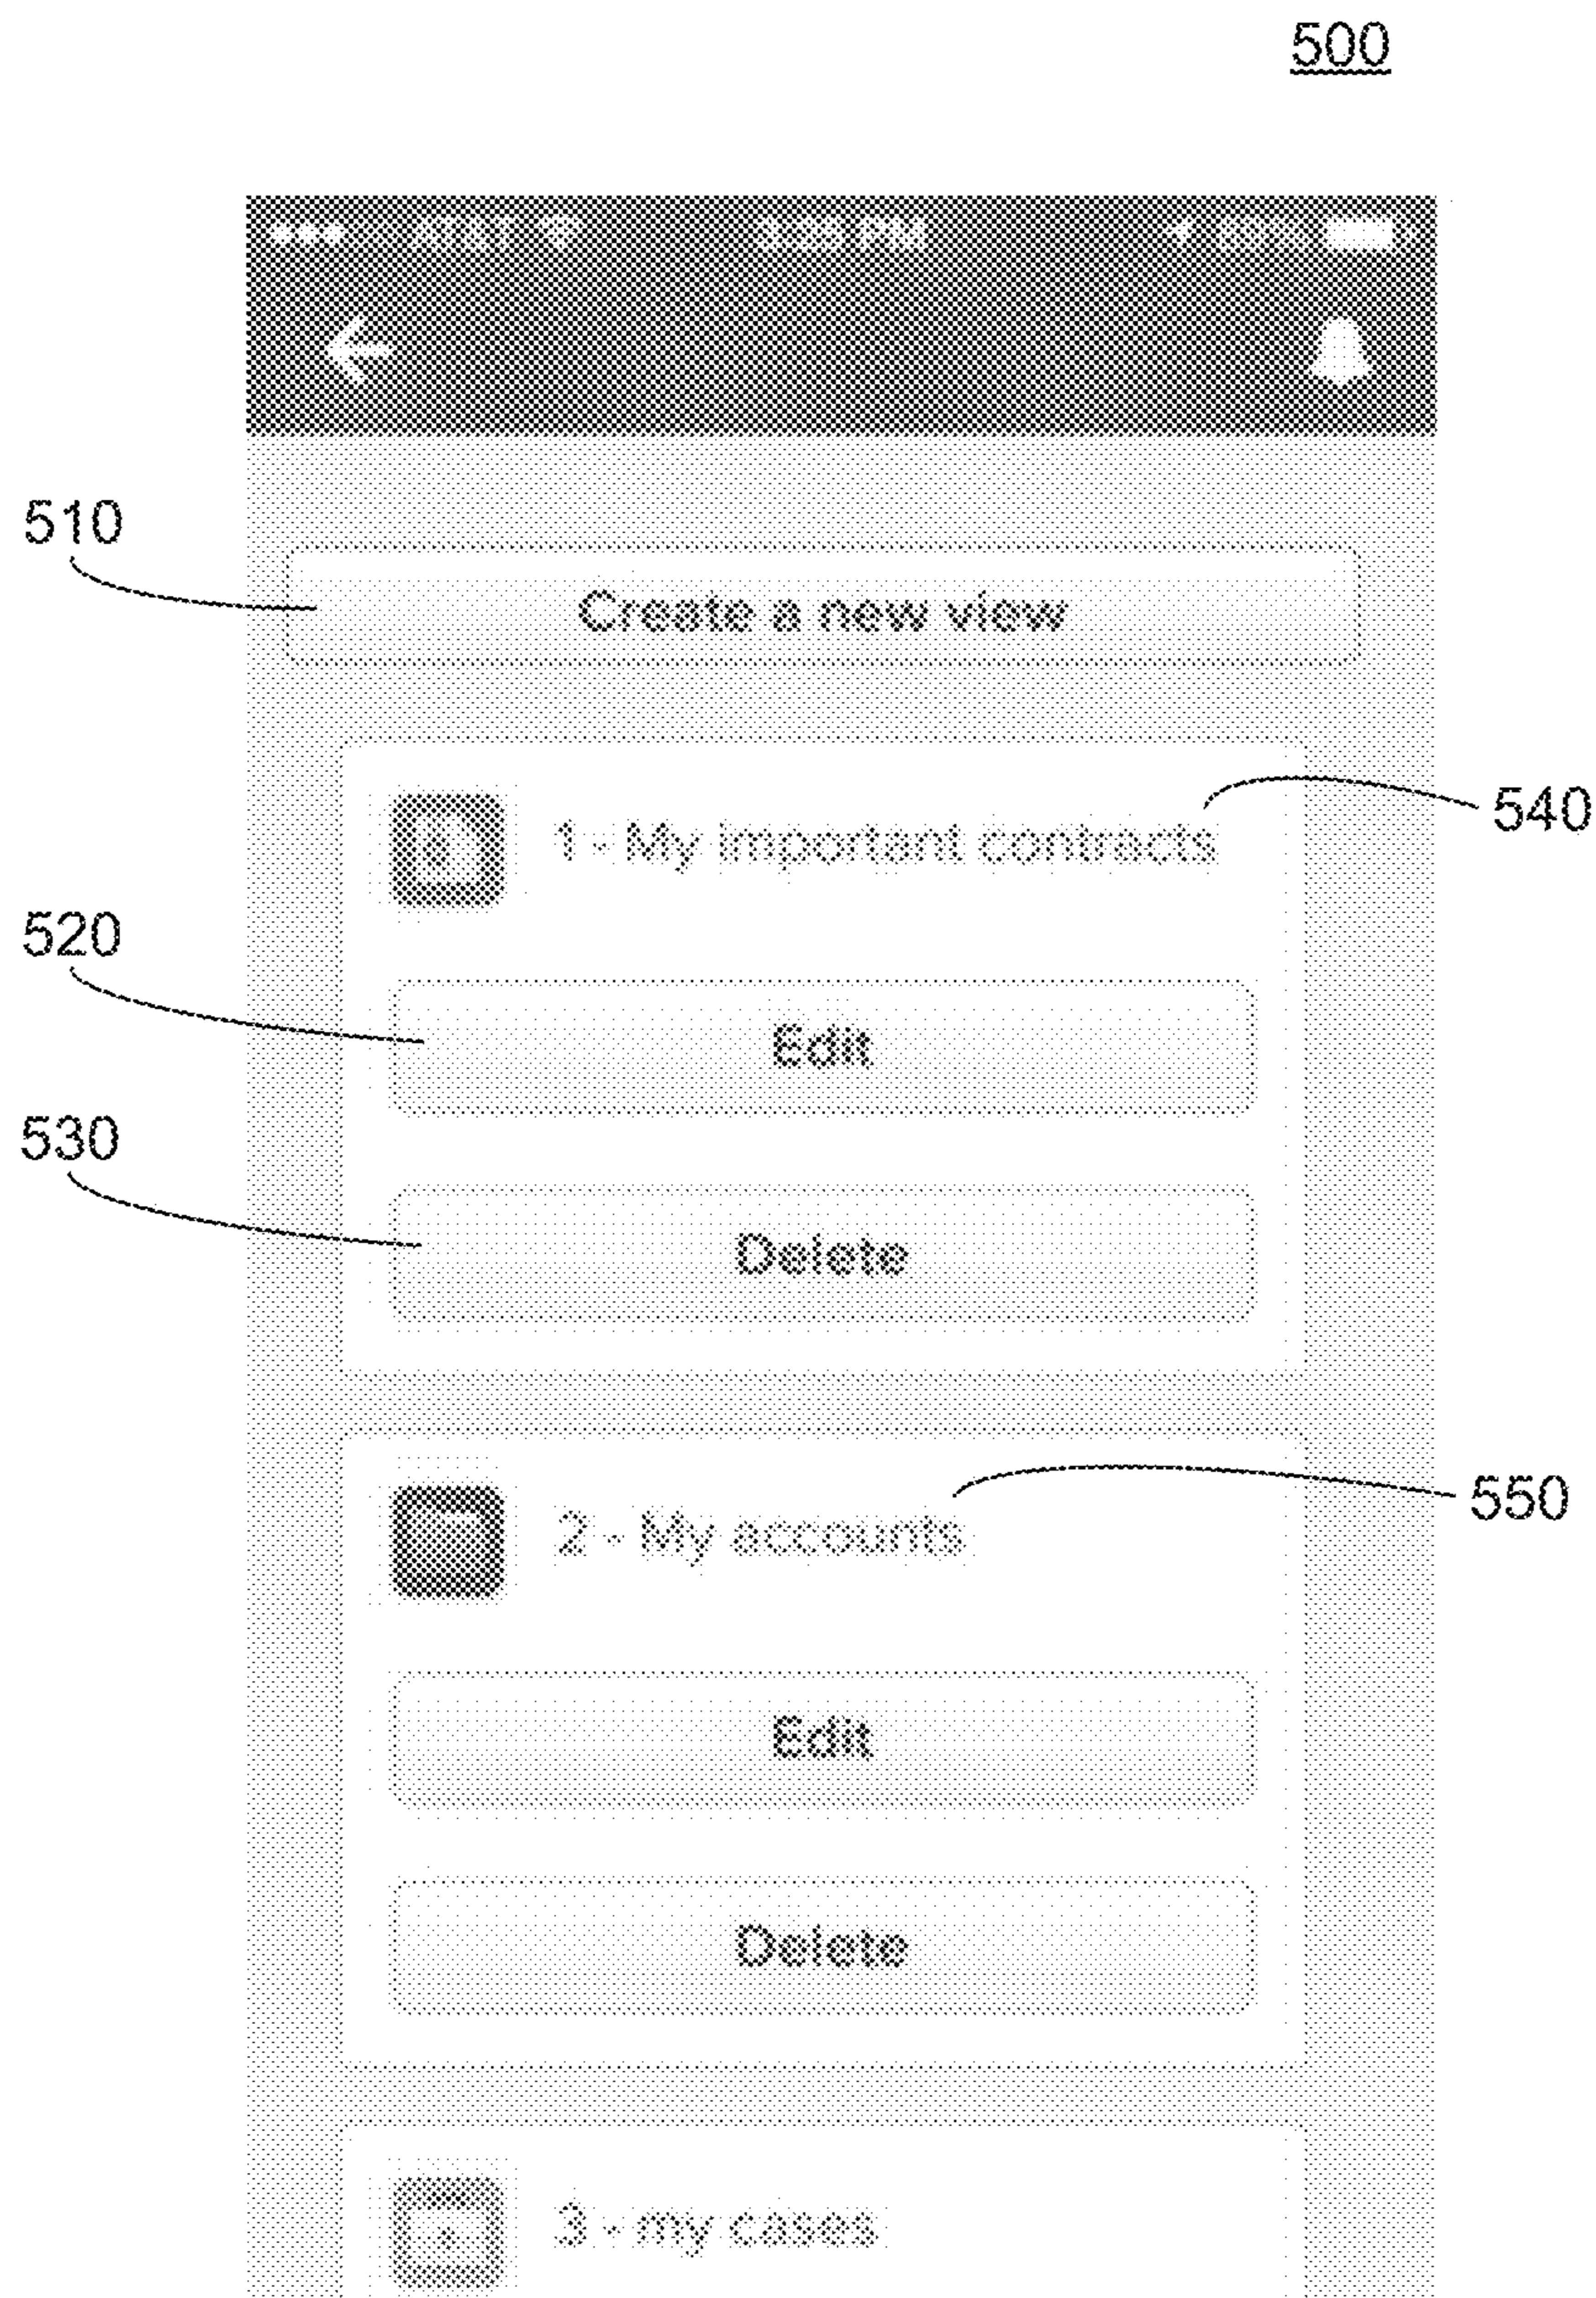 500
PM
510
Create a new view
540
1 - My important contracts
520
Edit
530
Delete
550
2 - My accounts
Edit
Delete
3 - my cases